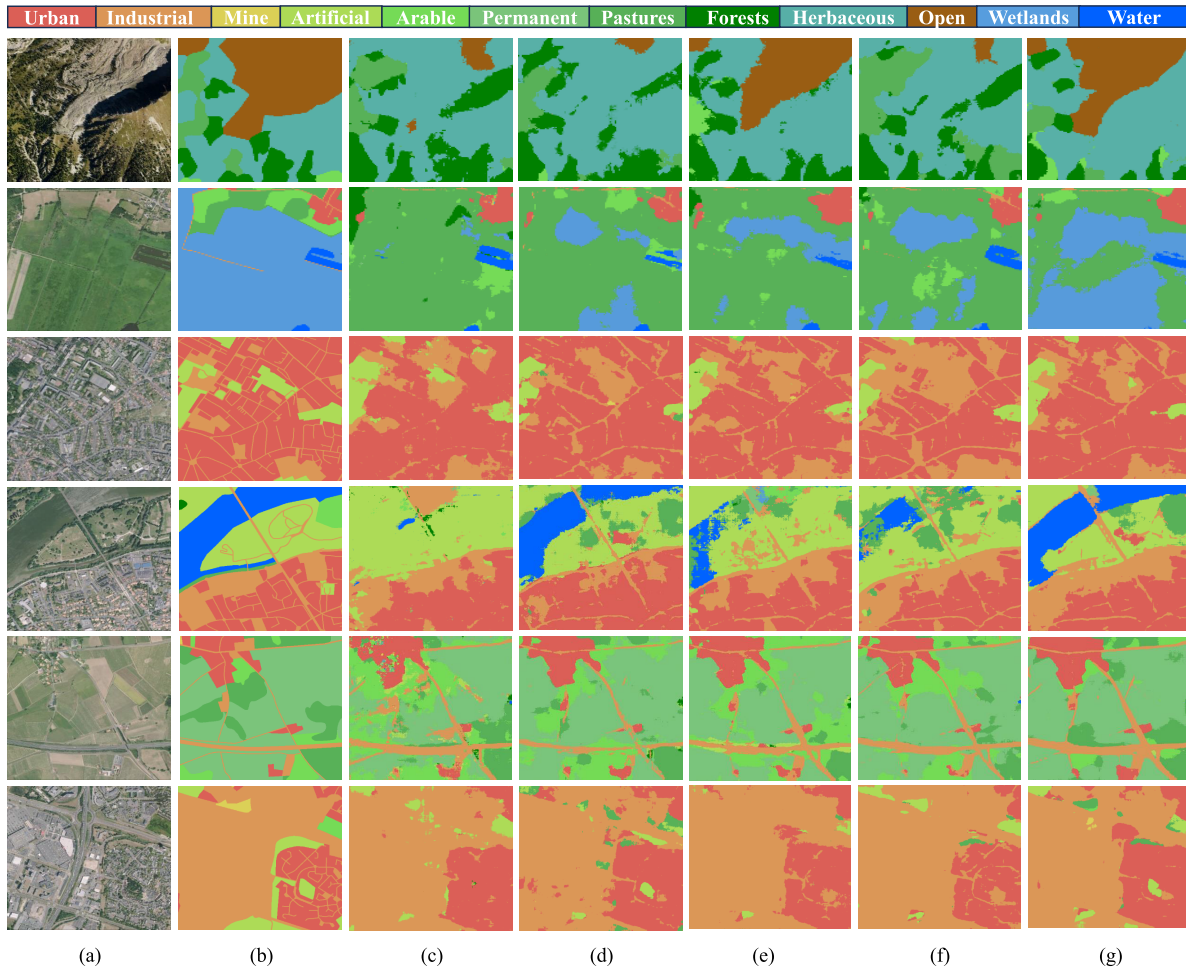 Urban Industrial Mine Artificial Arable Permanent Pastures Forests Herbaceous Open Wetlands Water
(a) (b) (c) (d) (e) (f) (g)